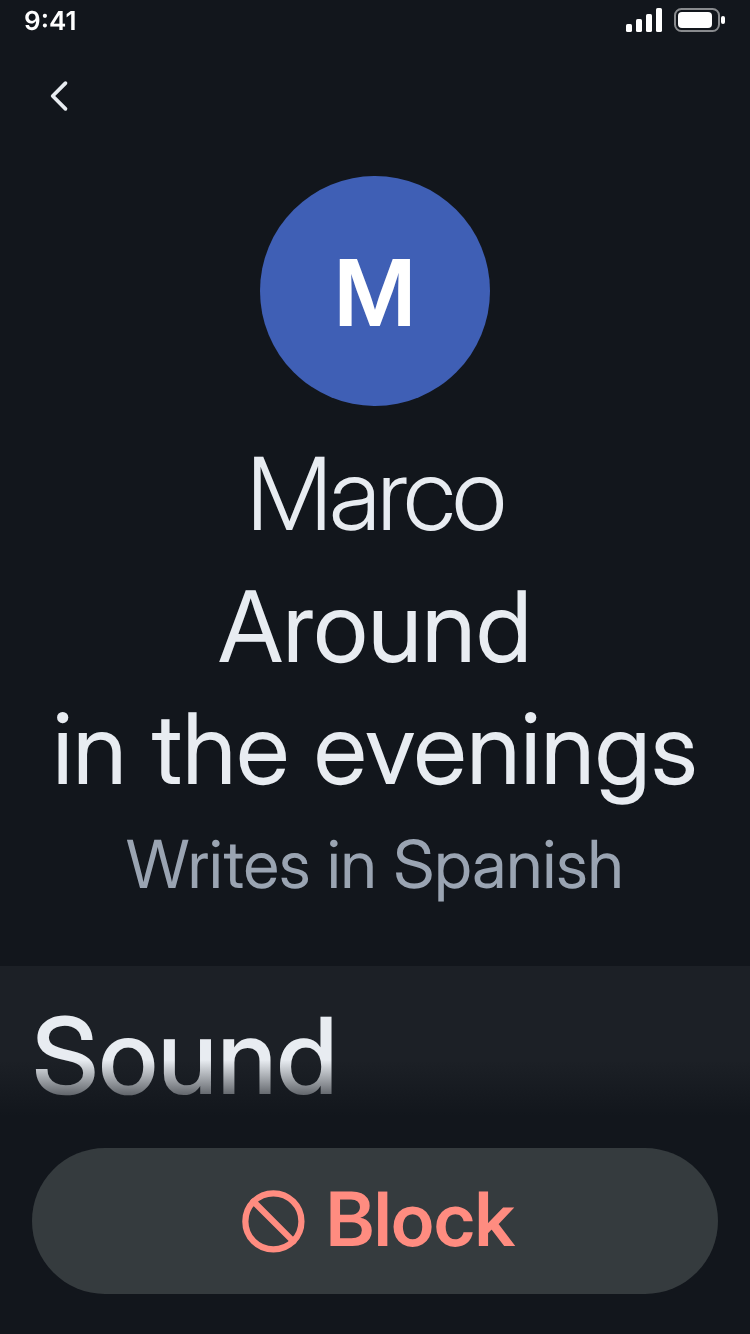 9:41
M
Marco
Around
in the evenings
Writes in Spanish
Sound
Block